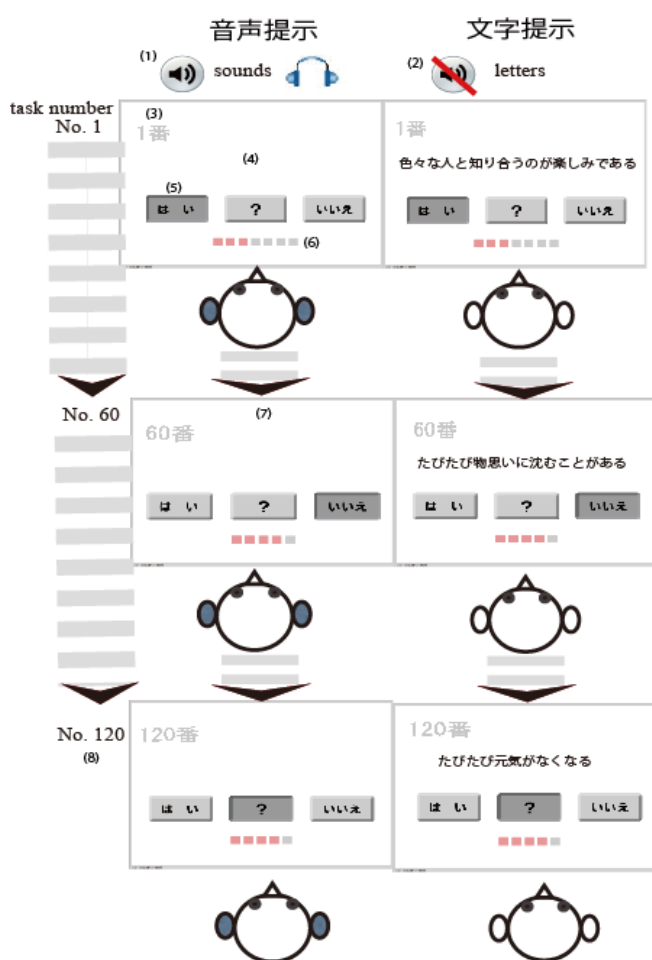 音声提示 文字提示
(1) sounds (2) letters
task number
No. 1
(3)
1番 1番
(4)
色々な人と知り合うのが楽しみである
(5)
は い ? いいえ は い ? いいえ
(6)
No. 60 (7)
60番 60番
たびたび物思いに沈むことがある
は い ? いいえ は い ? いいえ
No. 120
120番 120番
(8)
たびたび元気がなくなる
は い ? いいえ は い ? いいえ